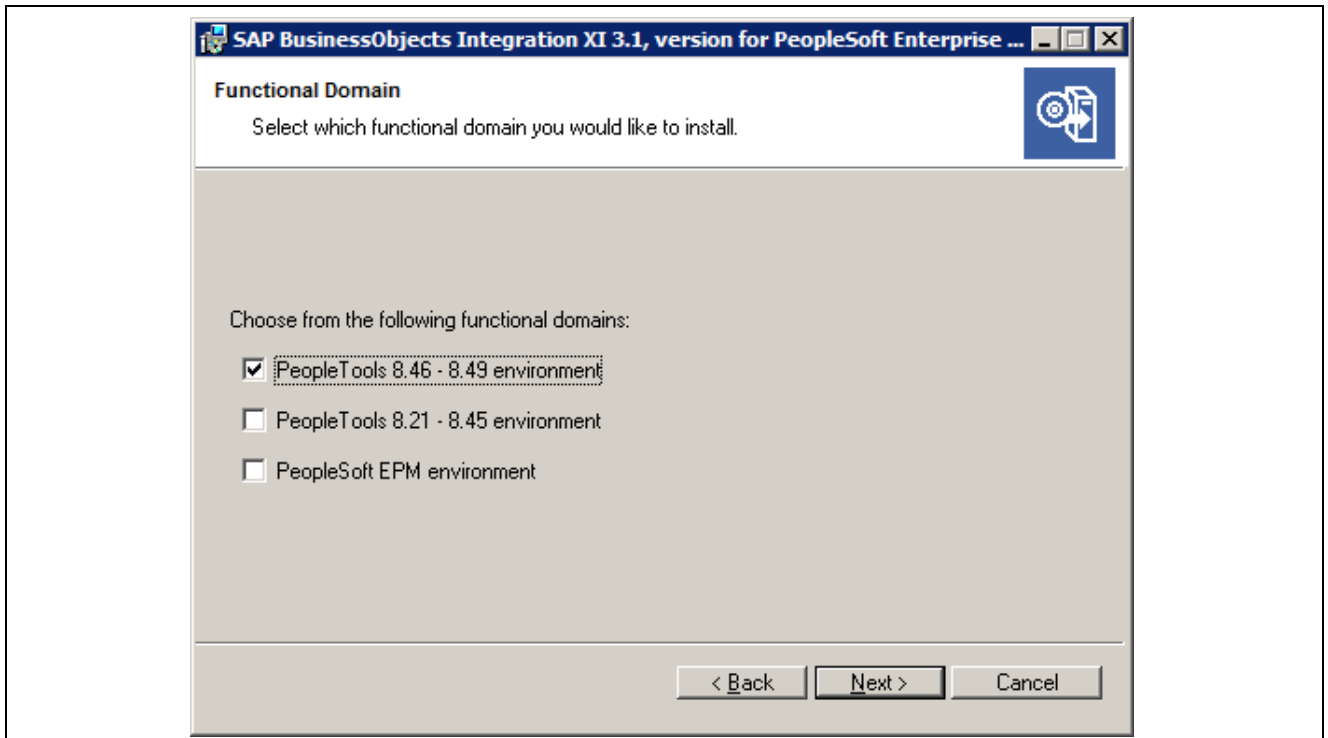 SAP BusinessObjects Integration XI 3.1, version for PeopleSoft Enterprise ...
Functional Domain
Select which functional domain you would like to install.
Choose from the following functional domains:
PeopleTools 8.46 - 8.49 environment
PeopleTools 8.21 - 8.45 environment
PeopleSoft EPM environment
< Back Next > Cancel